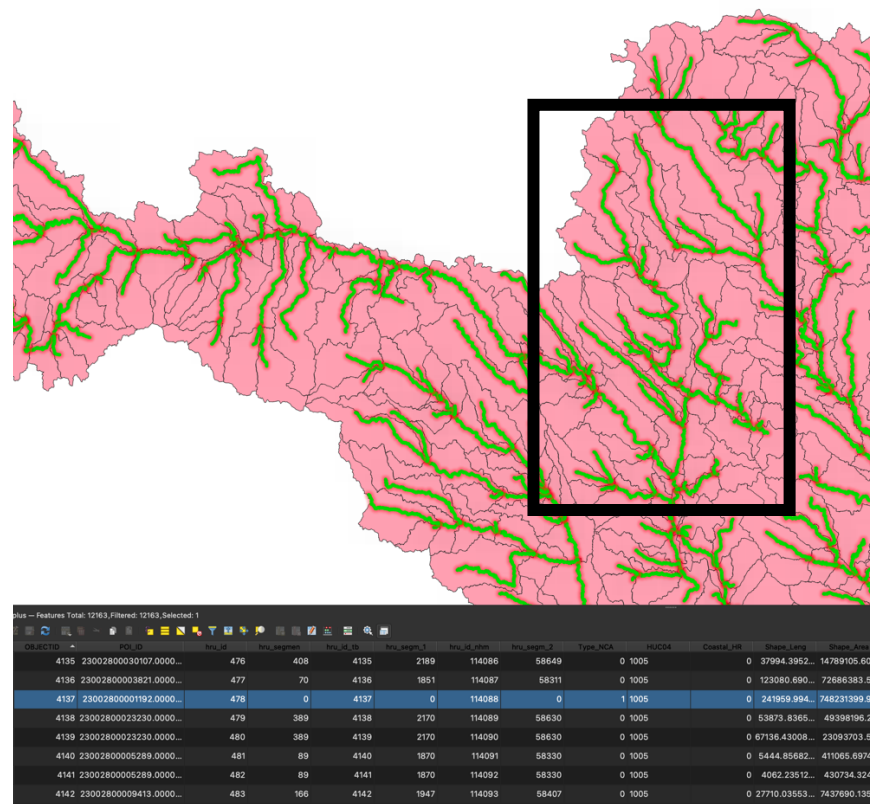 plus — Features Total: 12163, Filtered: 12163, Selected: 1
OBJECTID POI_ID hru_id hru_segmen hru_id_tb hru_segm_1 hru_id_nhm hru_segm_2 Type_NCA HUC04 Coastal_HR Shape_Leng Shape_Area
4135 23002800030107.0000... 476 408 4135 2189 114086 58649 0 1005 0 37994.3952... 14789105.60
4136 23002800003821.0000... 477 70 4136 1851 114087 58311 0 1005 0 123080.690... 72686383.5
4137 23002800001192.0000... 478 0 4137 0 114088 0 1 1005 0 241959.994... 748231399.9
4138 23002800023230.0000... 479 389 4138 2170 114089 58630 0 1005 0 53873.8365... 49398196.2
4139 23002800023230.0000... 480 389 4139 2170 114090 58630 0 1005 0 67136.43008... 23093703.5
4140 23002800005289.0000... 481 89 4140 1870 114091 58330 0 1005 0 5444.85682... 411065.6974
4141 23002800005289.0000... 482 89 4141 1870 114092 58330 0 1005 0 4062.23512... 430734.324
4142 23002800009413.0000... 483 166 4142 1947 114093 58407 0 1005 0 27710.03553... 7437690.135